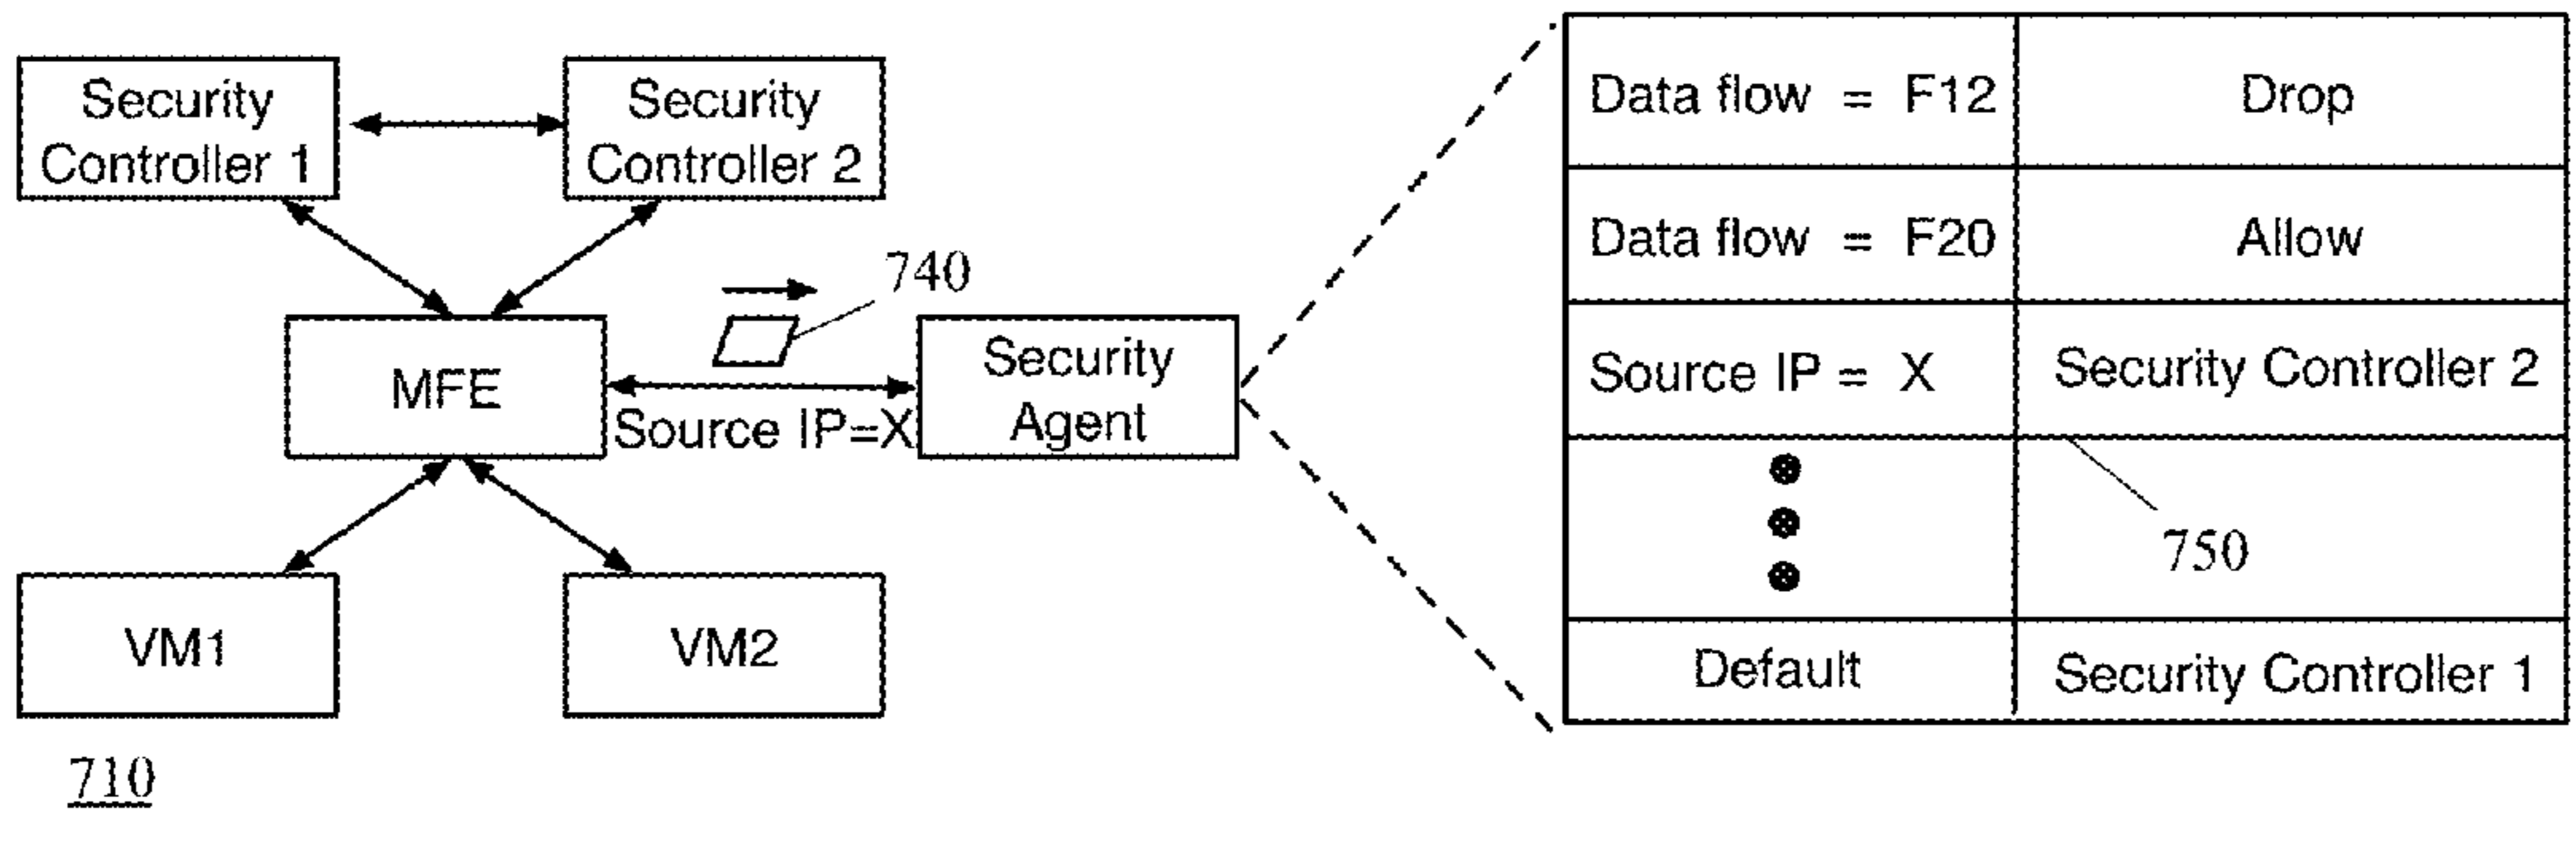 Security
Controller 1
Security
Controller 2
740
MFE
Source IP=X
Security
Agent
VM1
VM2
710
Data flow = F12
Drop
Data flow = F20
Allow
Source IP = X
Security Controller 2
750
Default
Security Controller 1